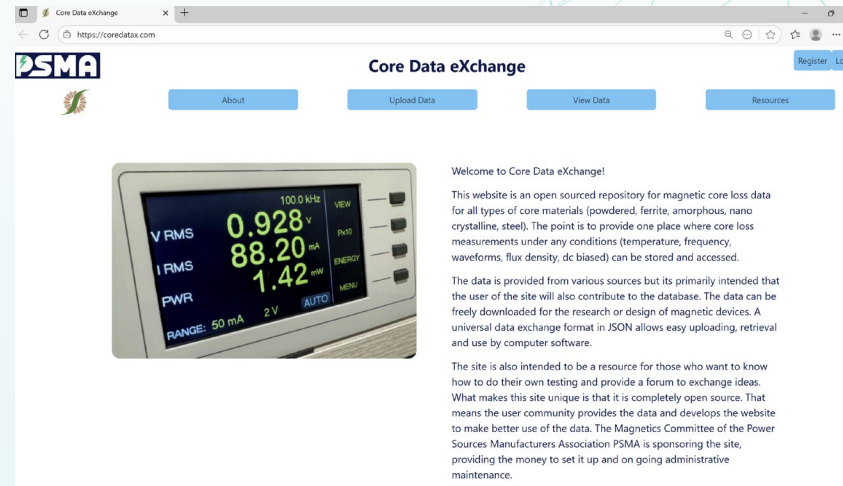 Core Data eXchange
https://coredatax.com
PSMA
Core Data eXchange
Register
About
Upload Data
View Data
Resources
100.0 kHz
VIEW
V RMS 0.928 V
Px10
I RMS 88.20 mA
ENERGY
PWR 1.42 mW
MENU
AUTO
RANGE: 50 mA 2 V
Welcome to Core Data eXchange!
This website is an open sourced repository for magnetic core loss data
for all types of core materials (powdered, ferrite, amorphous, nano
crystalline, steel). The point is to provide one place where core loss
measurements under any conditions (temperature, frequency,
waveforms, flux density, dc biased) can be stored and accessed.
The data is provided from various sources but its primarily intended that
the user of the site will also contribute to the database. The data can be
freely downloaded for the research or design of magnetic devices. A
universal data exchange format in JSON allows easy uploading, retrieval
and use by computer software.
The site is also intended to be a resource for those who want to know
how to do their own testing and provide a forum to exchange ideas.
What makes this site unique is that it is completely open source. That
means the user community provides the data and develops the website
to make better use of the data. The Magnetics Committee of the Power
Sources Manufacturers Association PSMA is sponsoring the site,
providing the money to set it up and on going administrative
maintenance.